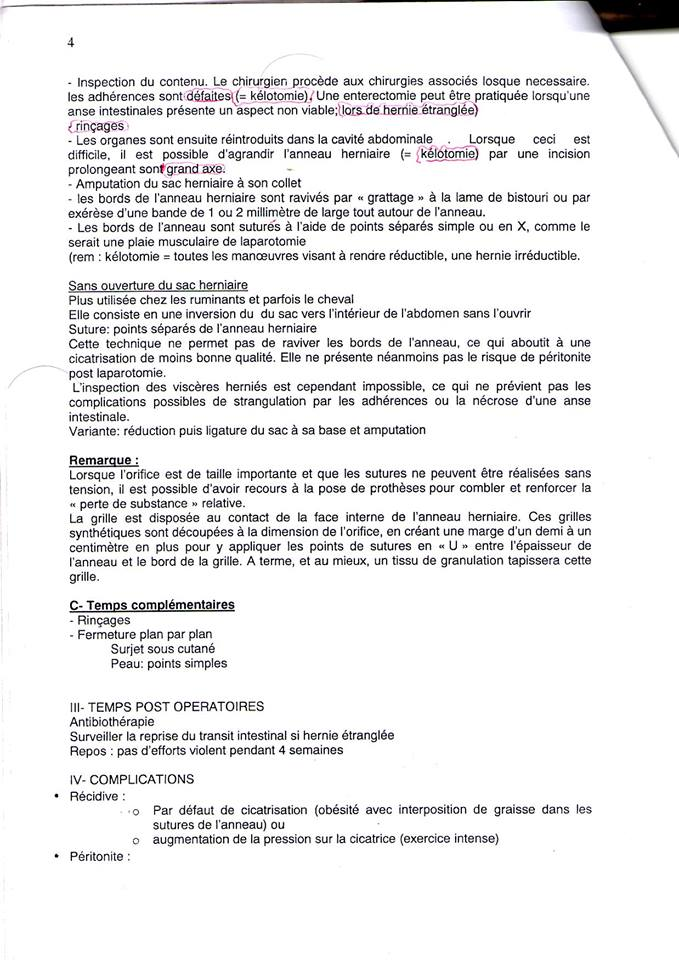 4
- Inspection du contenu. Le chirurgien procède aux chirurgies associés losque necessaire.
les adhérences sont défaites (= kélotomie). Une enterectomie peut être pratiquée lorsqu'une
anse intestinales présente un aspect non viable; (lors de hernie étranglée)
(rinçages)
- Les organes sont ensuite réintroduits dans la cavité abdominale . Lorsque ceci est
difficile, il est possible d'agrandir l'anneau herniaire (= kélotomie) par une incision
prolongeant son grand axe.
- Amputation du sac herniaire à son collet
- les bords de l'anneau herniaire sont ravivés par « grattage » à la lame de bistouri ou par
exérèse d'une bande de 1 ou 2 millimètre de large tout autour de l'anneau.
- Les bords de l'anneau sont suturés à l'aide de points séparés simple ou en X, comme le
serait une plaie musculaire de laparotomie
(rem : kélotomie = toutes les manœuvres visant à rendre réductible, une hernie irréductible.
Sans ouverture du sac herniaire
Plus utilisée chez les ruminants et parfois le cheval
Elle consiste en une inversion du du sac vers l'intérieur de l'abdomen sans l'ouvrir
Suture: points séparés de l'anneau herniaire
Cette technique ne permet pas de raviver les bords de l'anneau, ce qui aboutit à une
cicatrisation de moins bonne qualité. Elle ne présente néanmoins pas le risque de péritonite
post laparotomie.
L'inspection des viscères herniés est cependant impossible, ce qui ne prévient pas les
complications possibles de strangulation par les adhérences ou la nécrose d'une anse
intestinale.
Variante: réduction puis ligature du sac à sa base et amputation
Remarque :
Lorsque l'orifice est de taille importante et que les sutures ne peuvent être réalisées sans
tension, il est possible d'avoir recours à la pose de prothèses pour combler et renforcer la
« perte de substance » relative.
La grille est disposée au contact de la face interne de l'anneau herniaire. Ces grilles
synthétiques sont découpées à la dimension de l'orifice, en créant une marge d'un demi à un
centimètre en plus pour y appliquer les points de sutures en « U » entre l'épaisseur de
l'anneau et le bord de la grille. A terme, et au mieux, un tissu de granulation tapissera cette
grille.
C- Temps complémentaires
- Rinçages
- Fermeture plan par plan
Surjet sous cutané
Peau: points simples
III- TEMPS POST OPERATOIRES
Antibiothérapie
Surveiller la reprise du transit intestinal si hernie étranglée
Repos : pas d'efforts violent pendant 4 semaines
IV- COMPLICATIONS
• Récidive :
o Par défaut de cicatrisation (obésité avec interposition de graisse dans les
sutures de l'anneau) ou
o augmentation de la pression sur la cicatrice (exercice intense)
• Péritonite :